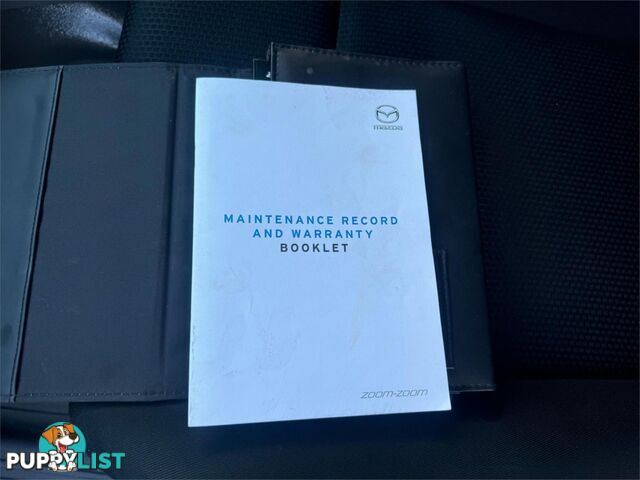 mazda
MAINTENANCE RECORD
AND WARRANTY
BOOKLET
ZOOM-ZOOM
PUPPYLIST